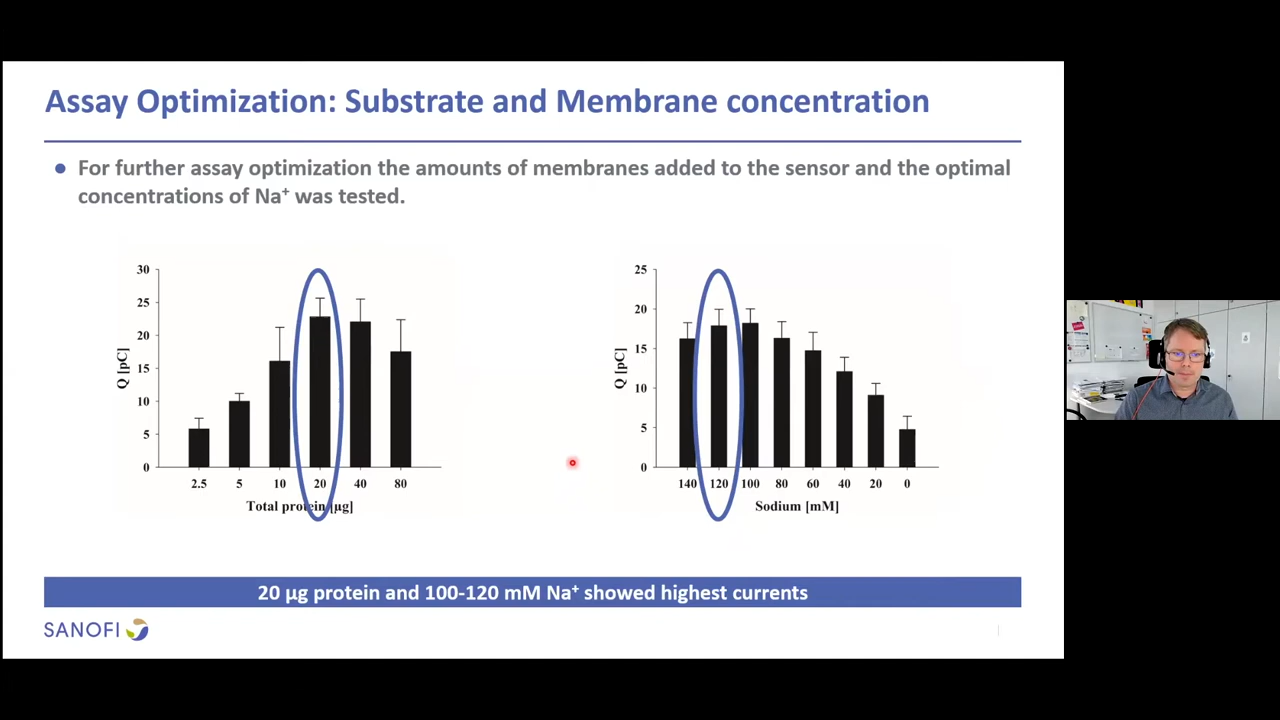 Assay Optimization: Substrate and Membrane concentration
● For further assay optimization the amounts of membranes added to the sensor and the optimal
concentrations of Na⁺ was tested.
30
25
20
15
10
5
0
Q [pC]
2.5 5 10 20 40 80
Total protein [µg]
25
20
15
10
5
0
Q [pC]
140 120 100 80 60 40 20 0
Sodium [mM]
20 µg protein and 100-120 mM Na⁺ showed highest currents
SANOFI